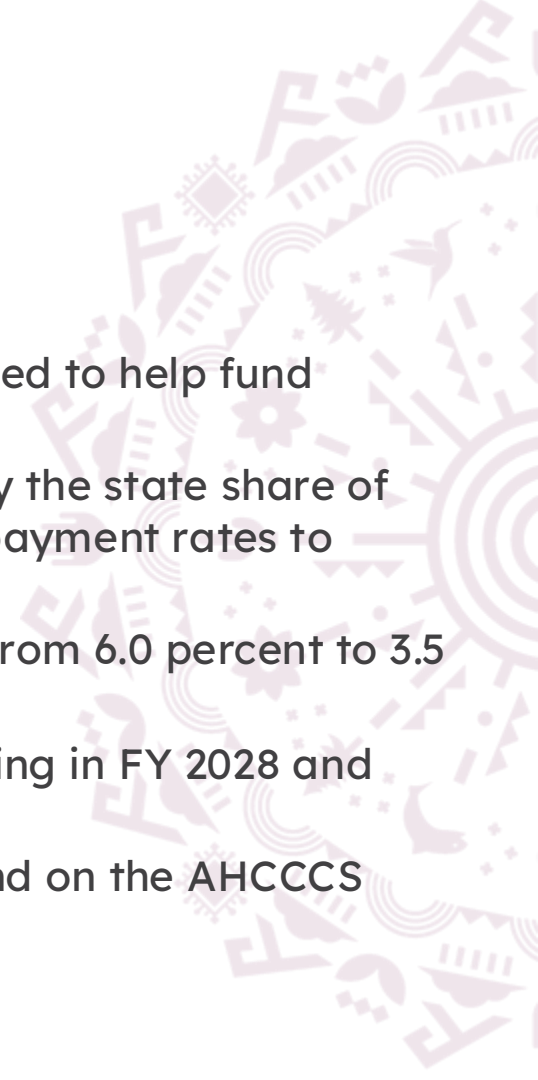 ed to help fund
y the state share of
payment rates to
rom 6.0 percent to 3.5
ing in FY 2028 and
nd on the AHCCCS